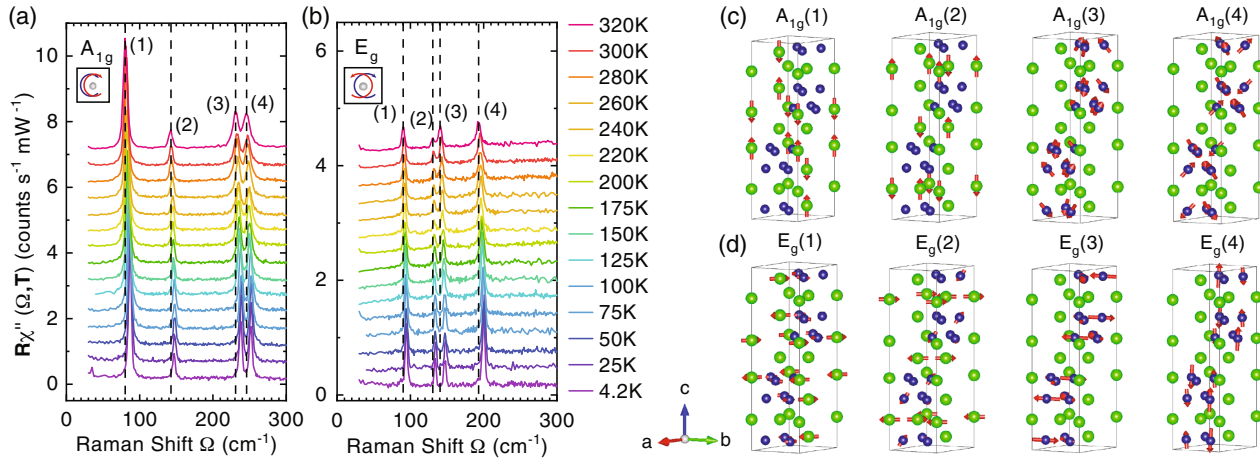 (a)
A1g
(1)
(2)
(3)
(4)
10
8
6
4
2
0
Rχ'' (Ω,T) (counts s⁻¹ mW⁻¹)
0 100 200 300
Raman Shift Ω (cm⁻¹)
(b)
Eg
(1)
(2)
(3)
(4)
6
4
2
0
0 100 200 300
Raman Shift Ω (cm⁻¹)
320K
300K
280K
260K
240K
220K
200K
175K
150K
125K
100K
75K
50K
25K
4.2K
(c)
A1g(1) A1g(2) A1g(3) A1g(4)
(d)
Eg(1) Eg(2) Eg(3) Eg(4)
c
a
b